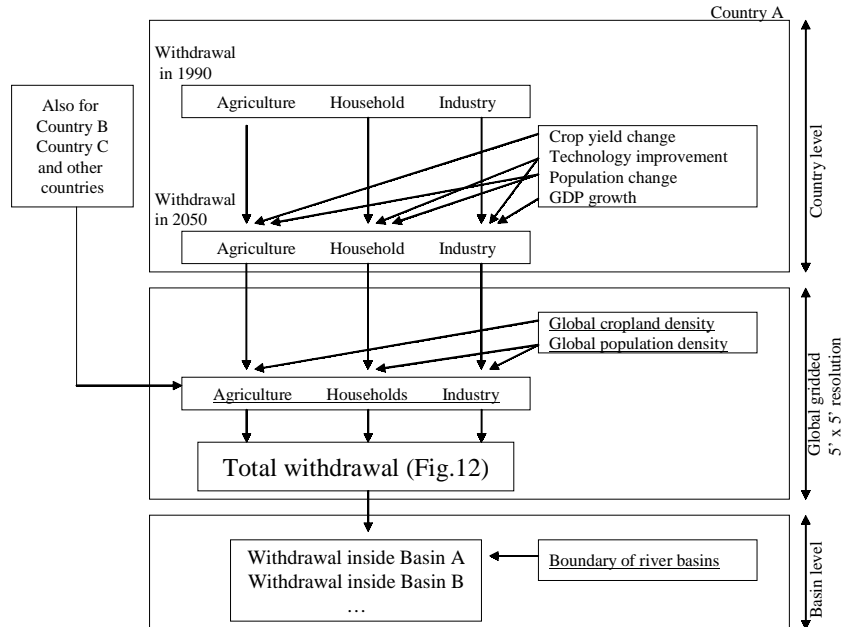 Country A
Withdrawal
in 1990
Agriculture Household Industry
Also for
Country B
Country C
and other
countries
Crop yield change
Technology improvement
Population change
GDP growth
Country level
Withdrawal
in 2050
Agriculture Household Industry
Global cropland density
Global population density
Global gridded
5’ x 5’ resolution
Agriculture Households Industry
Total withdrawal (Fig.12)
Withdrawal inside Basin A
Withdrawal inside Basin B
…
Boundary of river basins
Basin level